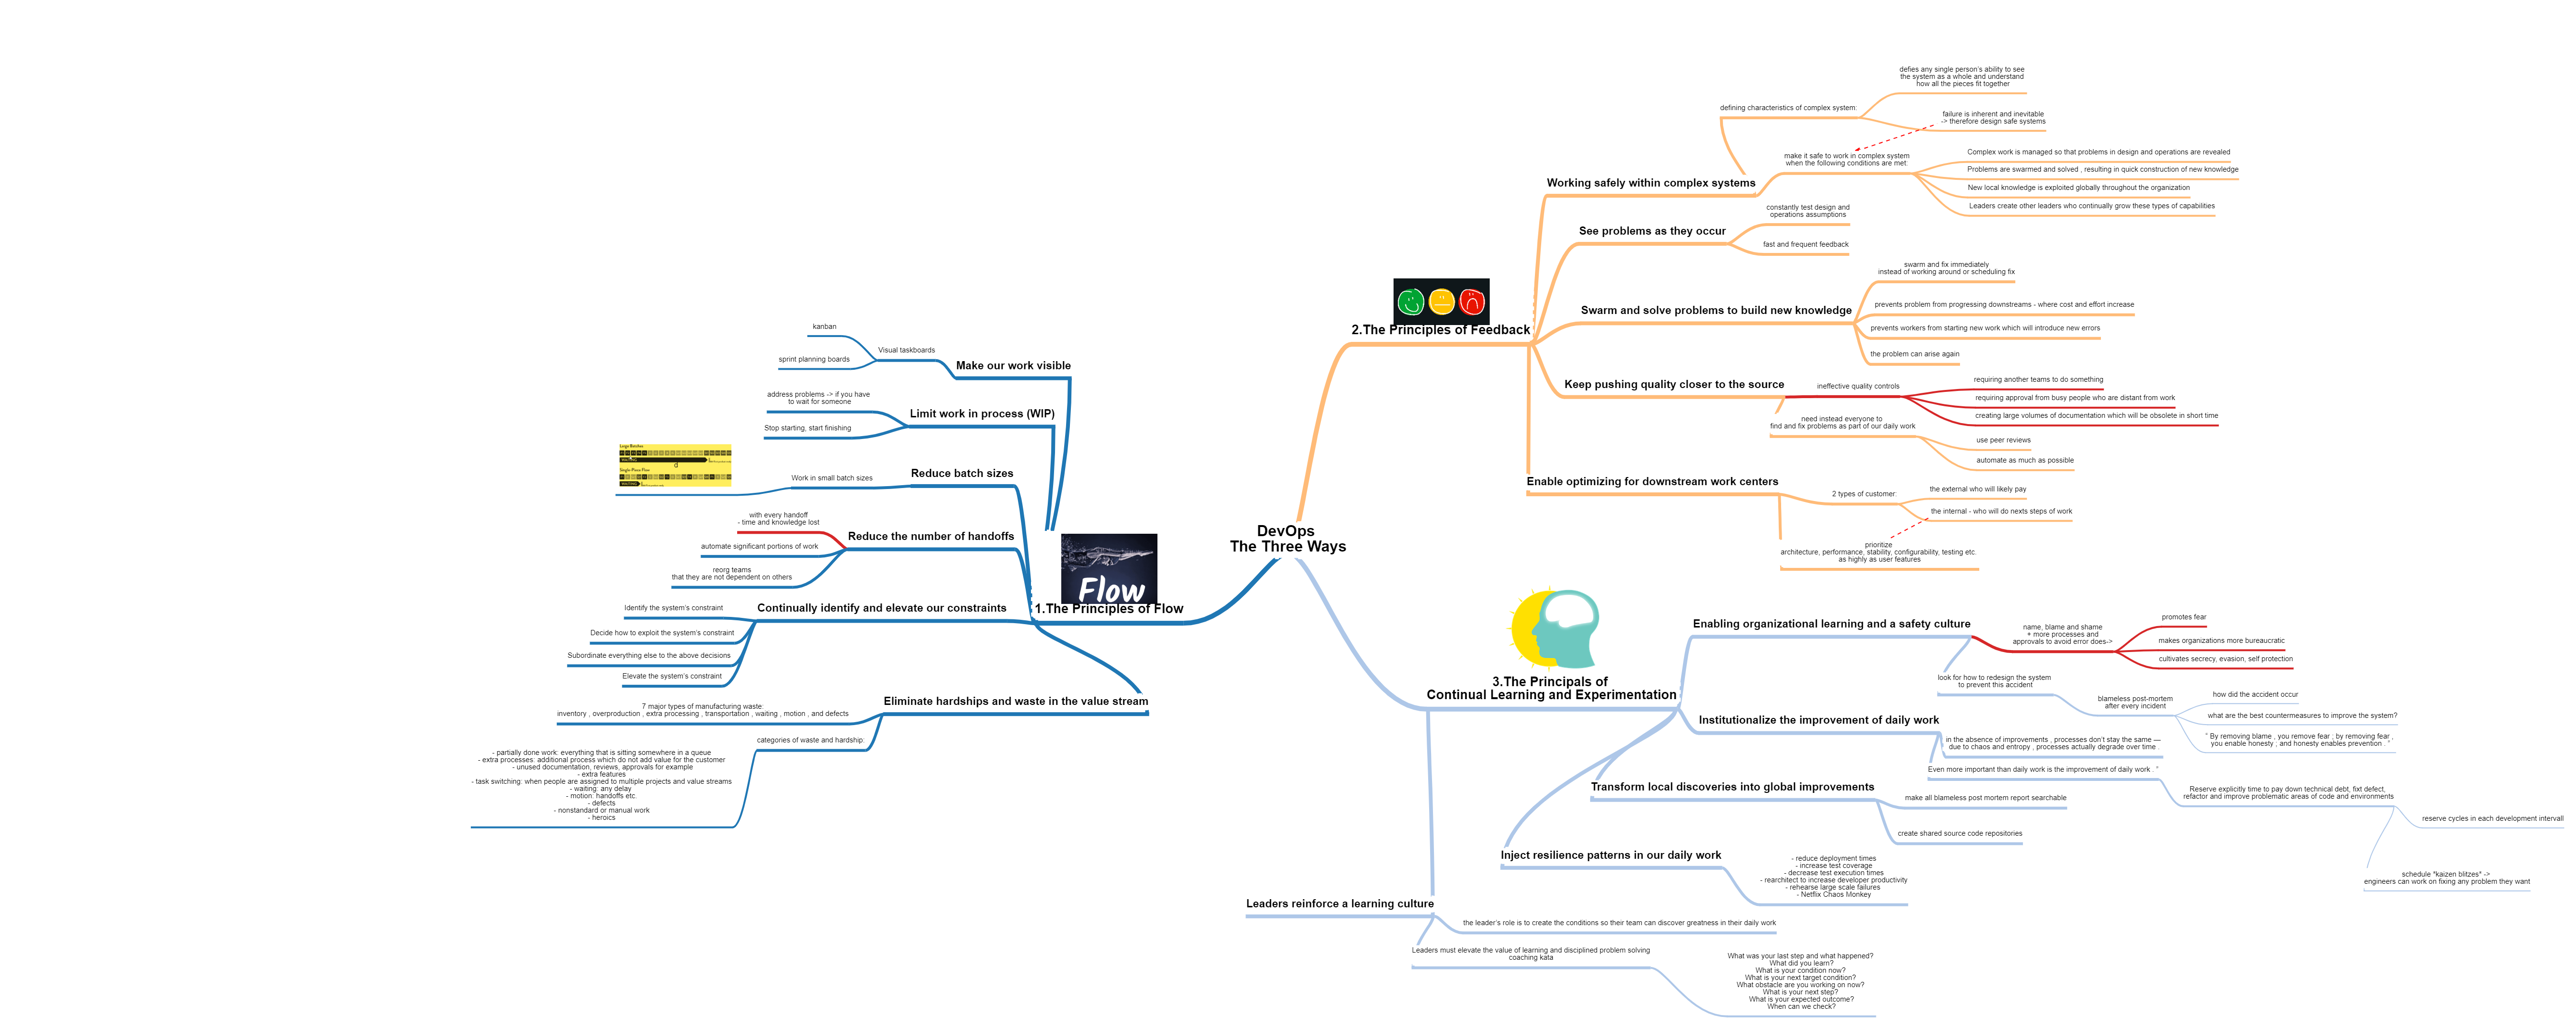 DevOps
The Three Ways
1.The Principles of Flow
Flow
Make our work visible
Visual taskboards
kanban
sprint planning boards
Limit work in process (WIP)
address problems -> if you have
to wait for someone
Stop starting, start finishing
Reduce batch sizes
Work in small batch sizes
Large Batches
d
Single-Piece Flow
Reduce the number of handoffs
with every handoff
- time and knowledge lost
automate significant portions of work
reorg teams
that they are not dependent on others
Continually identify and elevate our constraints
Identify the system's constraint
Decide how to exploit the system's constraint
Subordinate everything else to the above decisions
Elevate the system's constraint
Eliminate hardships and waste in the value stream
7 major types of manufacturing waste:
inventory , overproduction , extra processing , transportation , waiting , motion , and defects
categories of waste and hardship:
- partially done work: everything that is sitting somewhere in a queue
- extra processes: additional process which do not add value for the customer
- unused documentation, reviews, approvals for example
- extra features
- task switching: when people are assigned to multiple projects and value streams
- waiting: any delay
- motion: handoffs etc.
- defects
- nonstandard or manual work
- heroics
2.The Principles of Feedback
Working safely within complex systems
defining characteristics of complex system:
defies any single person's ability to see
the system as a whole and understand
how all the pieces fit together
failure is inherent and inevitable
-> therefore design safe systems
make it safe to work in complex system
when the following conditions are met:
Complex work is managed so that problems in design and operations are revealed
Problems are swarmed and solved , resulting in quick construction of new knowledge
New local knowledge is exploited globally throughout the organization
Leaders create other leaders who continually grow these types of capabilities
See problems as they occur
constantly test design and
operations assumptions
fast and frequent feedback
Swarm and solve problems to build new knowledge
swarm and fix immediately
instead of working around or scheduling fix
prevents problem from progressing downstreams - where cost and effort increase
prevents workers from starting new work which will introduce new errors
the problem can arise again
Keep pushing quality closer to the source
ineffective quality controls
requiring another teams to do something
requiring approval from busy people who are distant from work
creating large volumes of documentation which will be obsolete in short time
need instead everyone to
find and fix problems as part of our daily work
use peer reviews
automate as much as possible
Enable optimizing for downstream work centers
2 types of customer:
the external who will likely pay
the internal - who will do nexts steps of work
prioritize
architecture, performance, stability, configurability, testing etc.
as highly as user features
3.The Principals of
Continual Learning and Experimentation
Enabling organizational learning and a safety culture
name, blame and shame
+ more processes and
approvals to avoid error does->
promotes fear
makes organizations more bureaucratic.
cultivates secrecy, evasion, self protection
look for how to redesign the system
to prevent this accident
blameless post-mortem
after every incident
how did the accident occur
what are the best countermeasures to improve the system?
" By removing blame , you remove fear ; by removing fear ,
you enable honesty ; and honesty enables prevention . "
Institutionalize the improvement of daily work
in the absence of improvements , processes don't stay the same —
due to chaos and entropy , processes actually degrade over time .
Even more important than daily work is the improvement of daily work . "
Reserve explicitly time to pay down technical debt, fixt defect,
refactor and improve problematic areas of code and environments
reserve cycles in each development intervall
schedule "kaizen blitzes" ->
engineers can work on fixing any problem they want
Transform local discoveries into global improvements
make all blameless post mortem report searchable
create shared source code repositories
Inject resilience patterns in our daily work
- reduce deployment times
- increase test coverage
- decrease test execution times
- rearchitect to increase developer productivity
- rehearse large scale failures
- Netflix Chaos Monkey
Leaders reinforce a learning culture
the leader's role is to create the conditions so their team can discover greatness in their daily work
Leaders must elevate the value of learning and disciplined problem solving
coaching kata
What was your last step and what happened?
What did you learn?
What is your condition now?
What is your next target condition?
What obstacle are you working on now?
What is your next step?
What is your expected outcome?
When can we check?